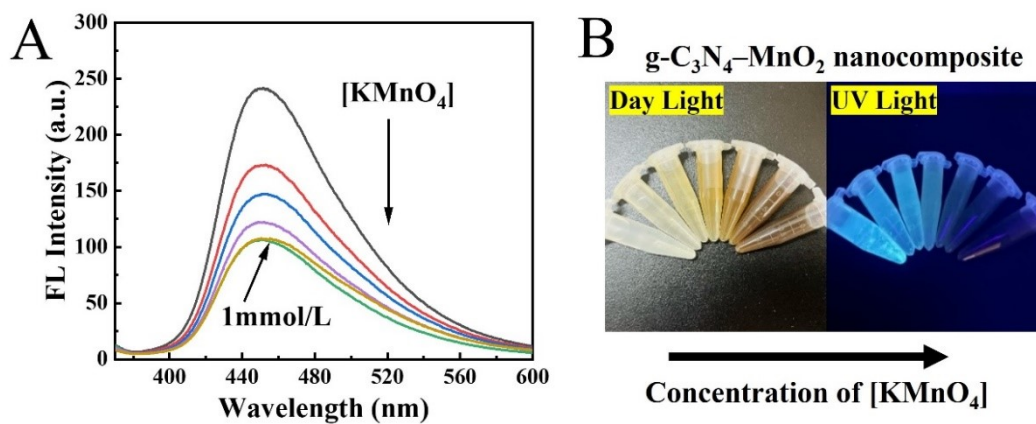 A
300
250
200
150
100
50
0
FL Intensity (a.u.)
[KMnO₄]
1mmol/L
400
440
480
520
560
600
Wavelength (nm)
B
g-C₃N₄–MnO₂ nanocomposite
Day Light
UV Light
Concentration of [KMnO₄]